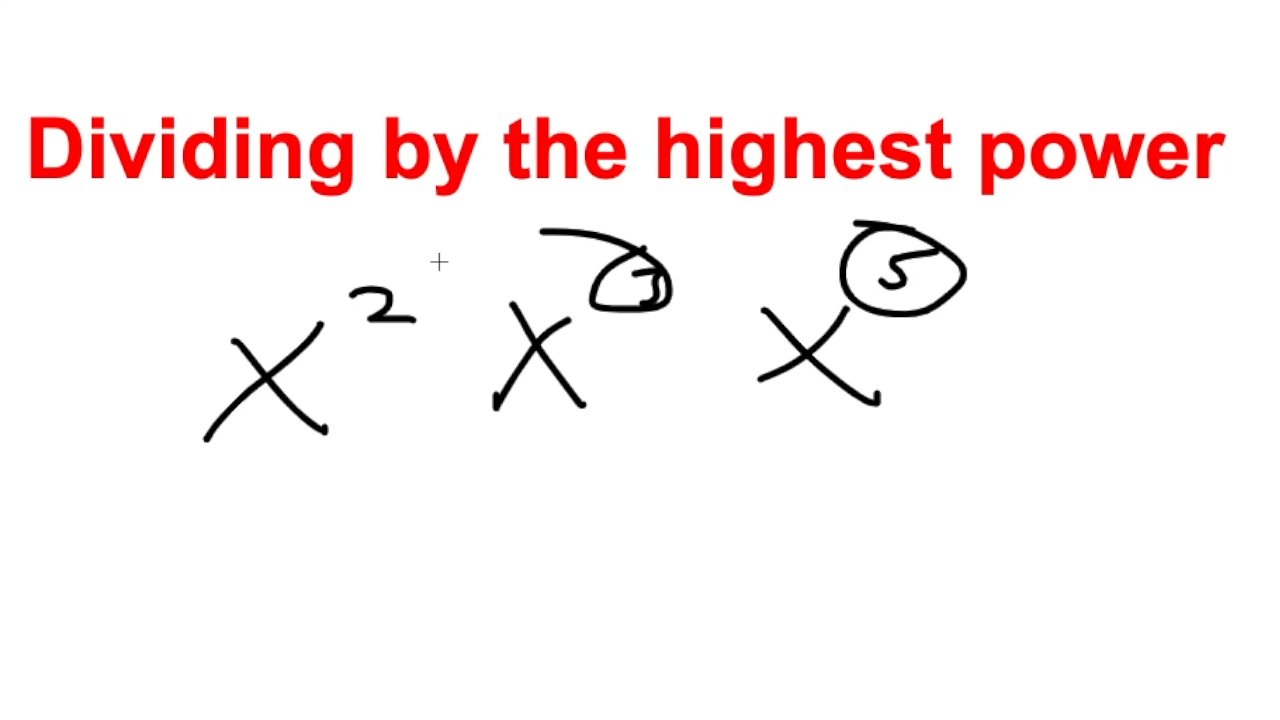 Dividing by the highest power
x² x³ x⁵